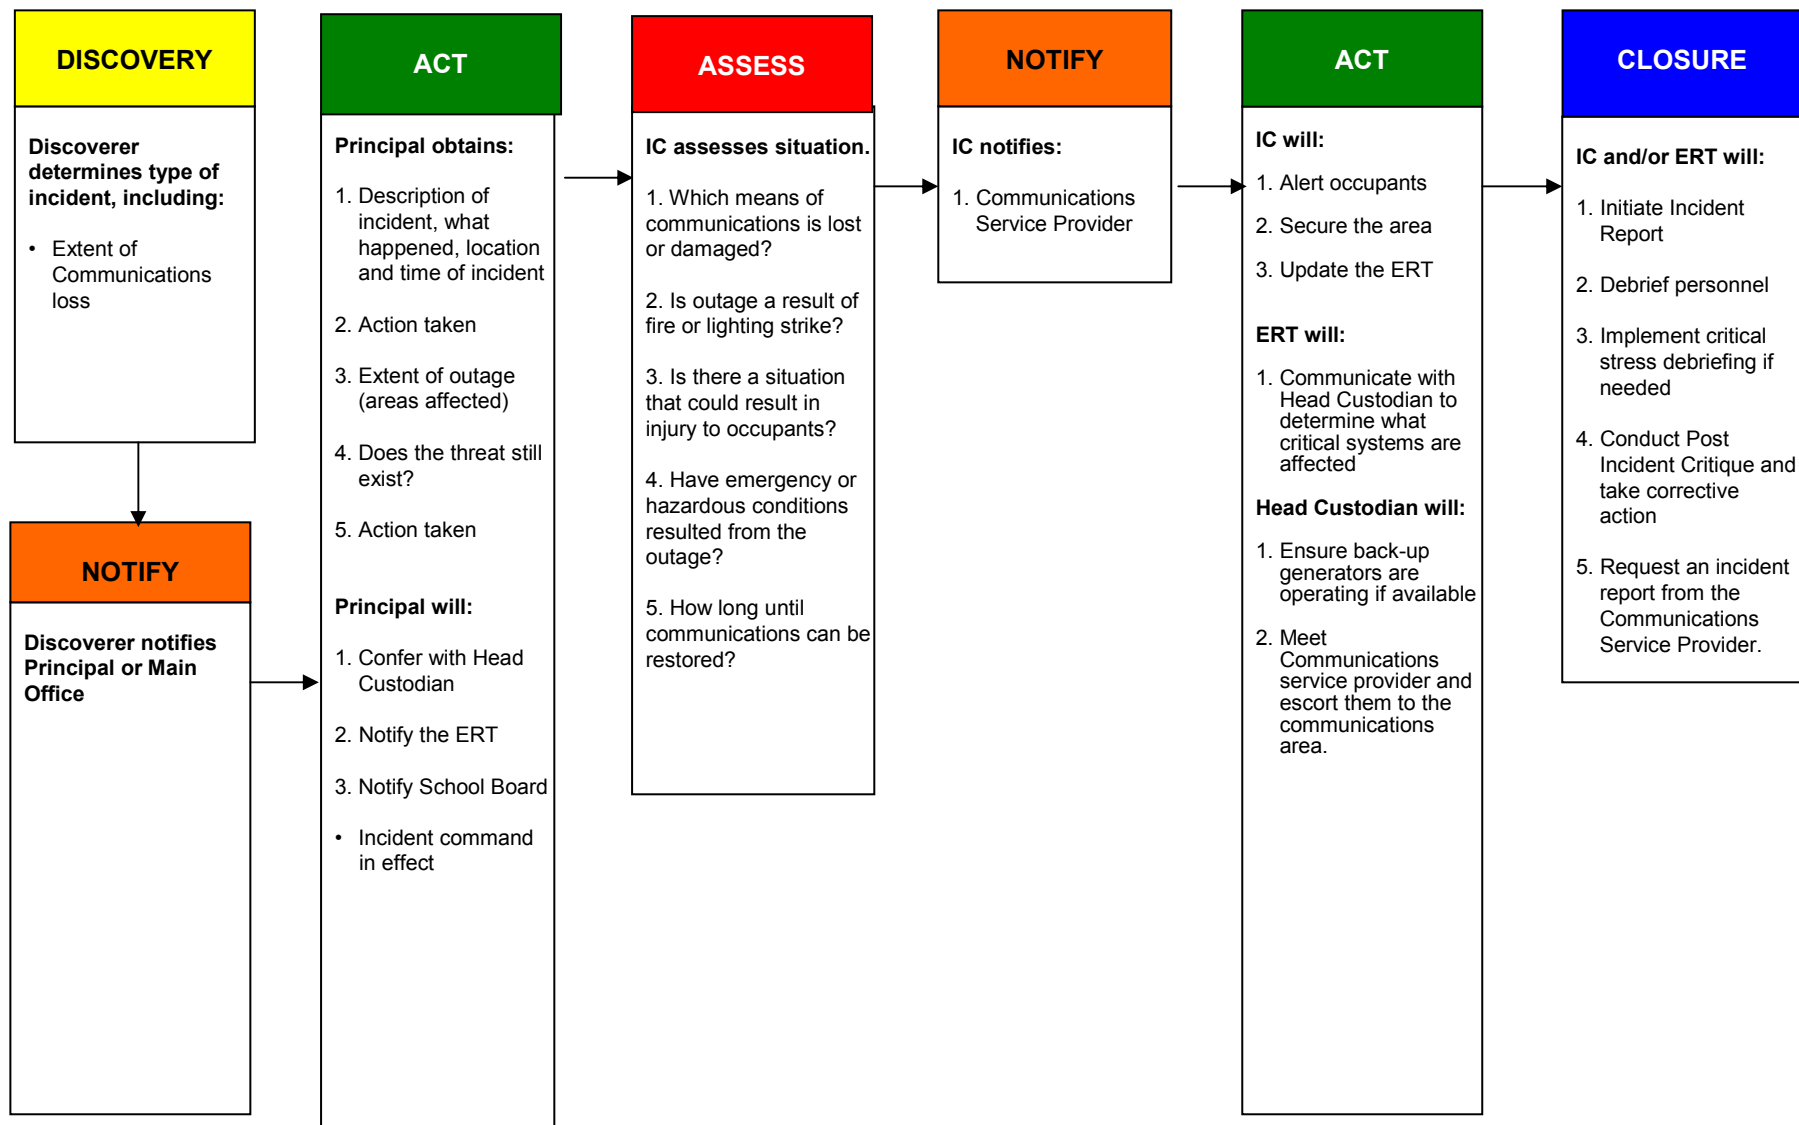 DISCOVERY
Discoverer
determines type of
incident, including:
• Extent of
Communications
loss
NOTIFY
Discoverer notifies
Principal or Main
Office
ACT
Principal obtains:
1. Description of
incident, what
happened, location
and time of incident
2. Action taken
3. Extent of outage
(areas affected)
4. Does the threat still
exist?
5. Action taken
Principal will:
1. Confer with Head
Custodian
2. Notify the ERT
3. Notify School Board
• Incident command
in effect
ASSESS
IC assesses situation.
1. Which means of
communications is lost
or damaged?
2. Is outage a result of
fire or lighting strike?
3. Is there a situation
that could result in
injury to occupants?
4. Have emergency or
hazardous conditions
resulted from the
outage?
5. How long until
communications can be
restored?
NOTIFY
IC notifies:
1. Communications
Service Provider
ACT
IC will:
1. Alert occupants
2. Secure the area
3. Update the ERT
ERT will:
1. Communicate with
Head Custodian to
determine what
critical systems are
affected
Head Custodian will:
1. Ensure back-up
generators are
operating if available
2. Meet
Communications
service provider and
escort them to the
communications
area.
CLOSURE
IC and/or ERT will:
1. Initiate Incident
Report
2. Debrief personnel
3. Implement critical
stress debriefing if
needed
4. Conduct Post
Incident Critique and
take corrective
action
5. Request an incident
report from the
Communications
Service Provider.